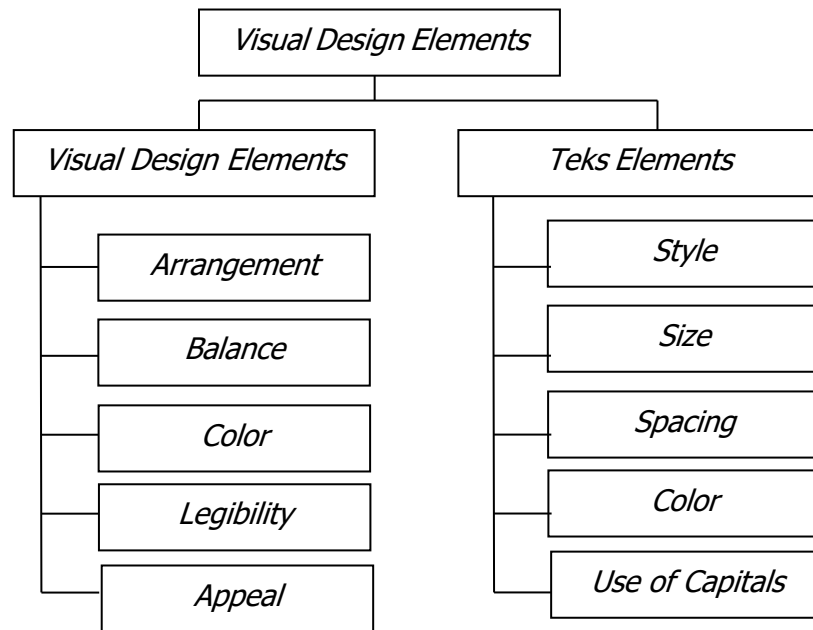 Visual Design Elements
Visual Design Elements
Arrangement
Balance
Color
Legibility
Appeal
Teks Elements
Style
Size
Spacing
Color
Use of Capitals